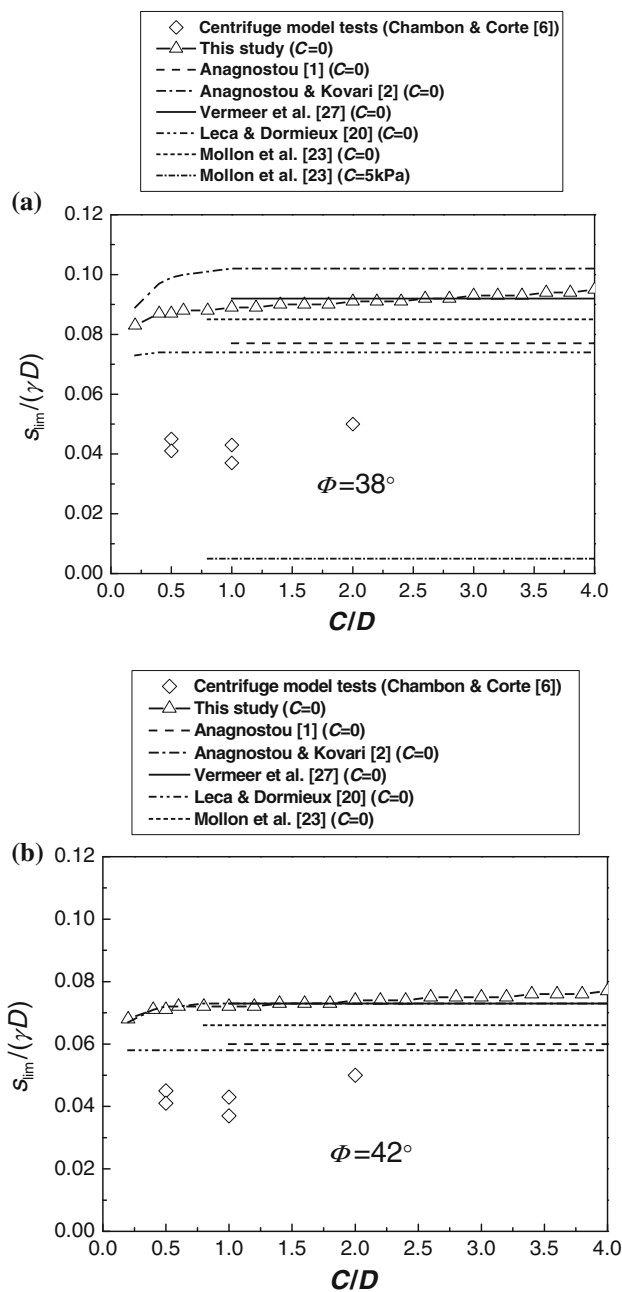 Centrifuge model tests (Chambon & Corte [6])
This study (C=0)
Anagnostou [1] (C=0)
Anagnostou & Kovari [2] (C=0)
Vermeer et al. [27] (C=0)
Leca & Dormieux [20] (C=0)
Mollon et al. [23] (C=0)
Mollon et al. [23] (C=5kPa)
(a)
0.12
0.10
0.08
0.06
0.04
0.02
0.00
s_lim/(γD)
Φ=38°
0.0 0.5 1.0 1.5 2.0 2.5 3.0 3.5 4.0
C/D
Centrifuge model tests (Chambon & Corte [6])
This study (C=0)
Anagnostou [1] (C=0)
Anagnostou & Kovari [2] (C=0)
Vermeer et al. [27] (C=0)
Leca & Dormieux [20] (C=0)
Mollon et al. [23] (C=0)
(b)
0.12
0.10
0.08
0.06
0.04
0.02
0.00
s_lim/(γD)
Φ=42°
0.0 0.5 1.0 1.5 2.0 2.5 3.0 3.5 4.0
C/D